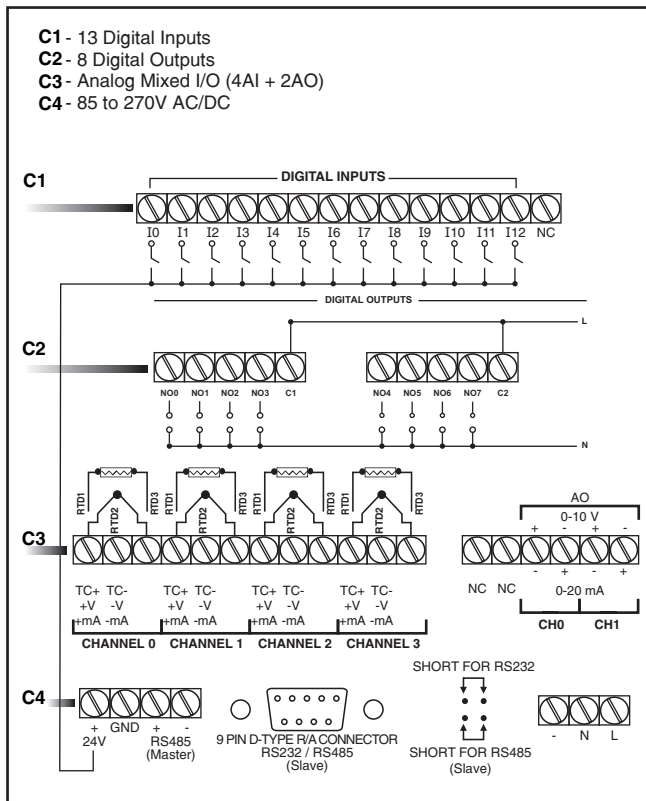 C1 - 13 Digital Inputs
C2 - 8 Digital Outputs
C3 - Analog Mixed I/O (4AI + 2AO)
C4 - 85 to 270V AC/DC
C1
DIGITAL INPUTS
I0 I1 I2 I3 I4 I5 I6 I7 I8 I9 I10 I11 I12 NC
DIGITAL OUTPUTS
L
C2
NO0 NO1 NO2 NO3 C1 NO4 NO5 NO6 NO7 C2
N
RTD1 RTD2 RTD3 RTD1 RTD2 RTD3 RTD1 RTD2 RTD3 RTD1 RTD2 RTD3
AO
0-10 V
+ - + -
C3
NC NC - + - +
TC+ TC- TC+ TC- TC+ TC- TC+ TC-
+V -V +V -V +V -V +V -V
+mA -mA +mA -mA +mA -mA +mA -mA
0-20 mA
CHANNEL 0 CHANNEL 1 CHANNEL 2 CHANNEL 3
CH0 CH1
SHORT FOR RS232
C4
+ GND + -
24V RS485
(Master)
9 PIN D-TYPE R/A CONNECTOR
RS232 / RS485
(Slave)
SHORT FOR RS485
(Slave)
- N L